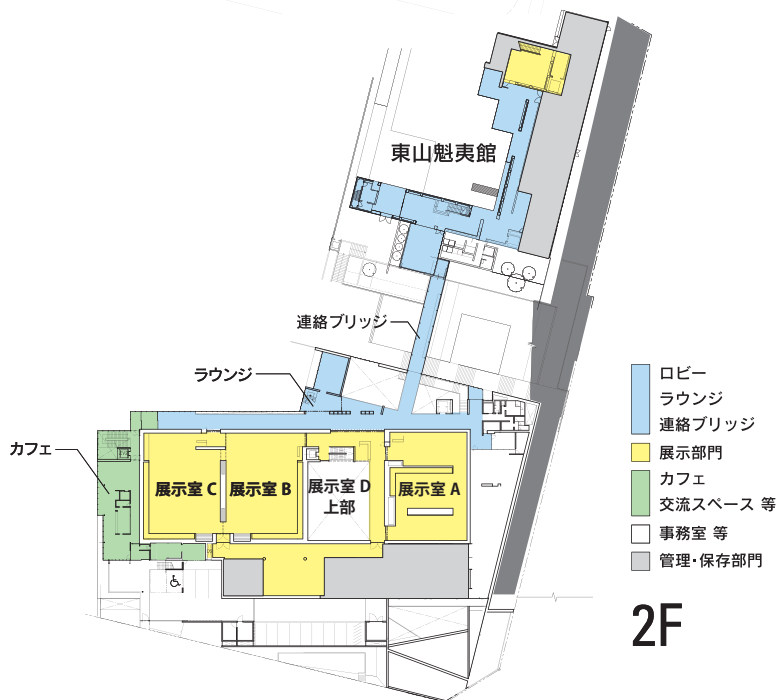 東山魁夷館
連絡ブリッジ
ラウンジ
カフェ
展示室 C
展示室 B
展示室 D
上部
展示室 A
ロビー
ラウンジ
連絡ブリッジ
展示部門
カフェ
交流スペース 等
事務室 等
管理・保存部門
2F